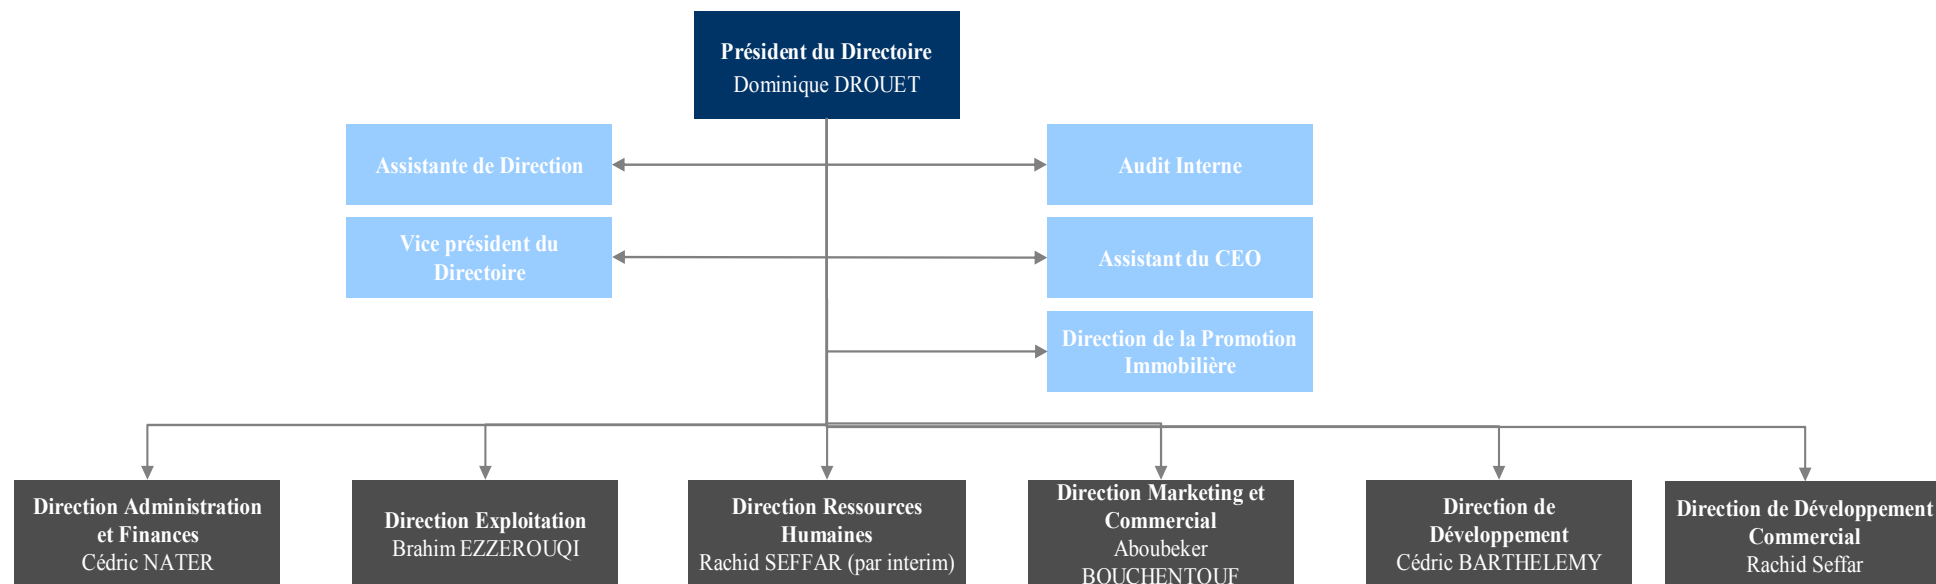 Président du Directoire
Dominique DROUET
Assistante de Direction
Audit Interne
Vice président du
Directoire
Assistant du CEO
Direction de la Promotion
Immobilière
Direction Administration
et Finances
Cédric NATER
Direction Exploitation
Brahim EZZEROUQI
Direction Ressources
Humaines
Rachid SEFFAR (par interim)
Direction Marketing et
Commercial
Aboubeker
BOUCHENTOUF
Direction de
Développement
Cédric BARTHELEMY
Direction de Développement
Commercial
Rachid Seffar